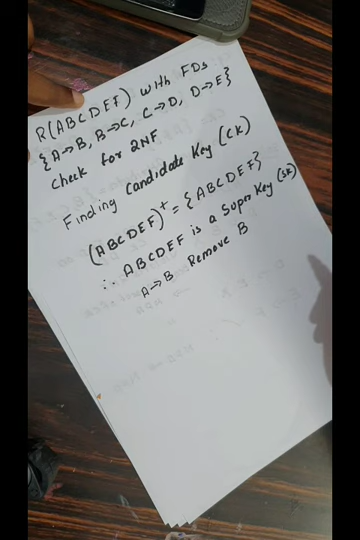 R(ABCDEF) with FDs
{A→B, B→C, C→D, D→E}
check for 2NF
Finding Candidate Key (CK)
(ABCDEF)⁺ = {ABCDEF}
∴ ABCDEF is a Super Key (SK)
A→B Remove B